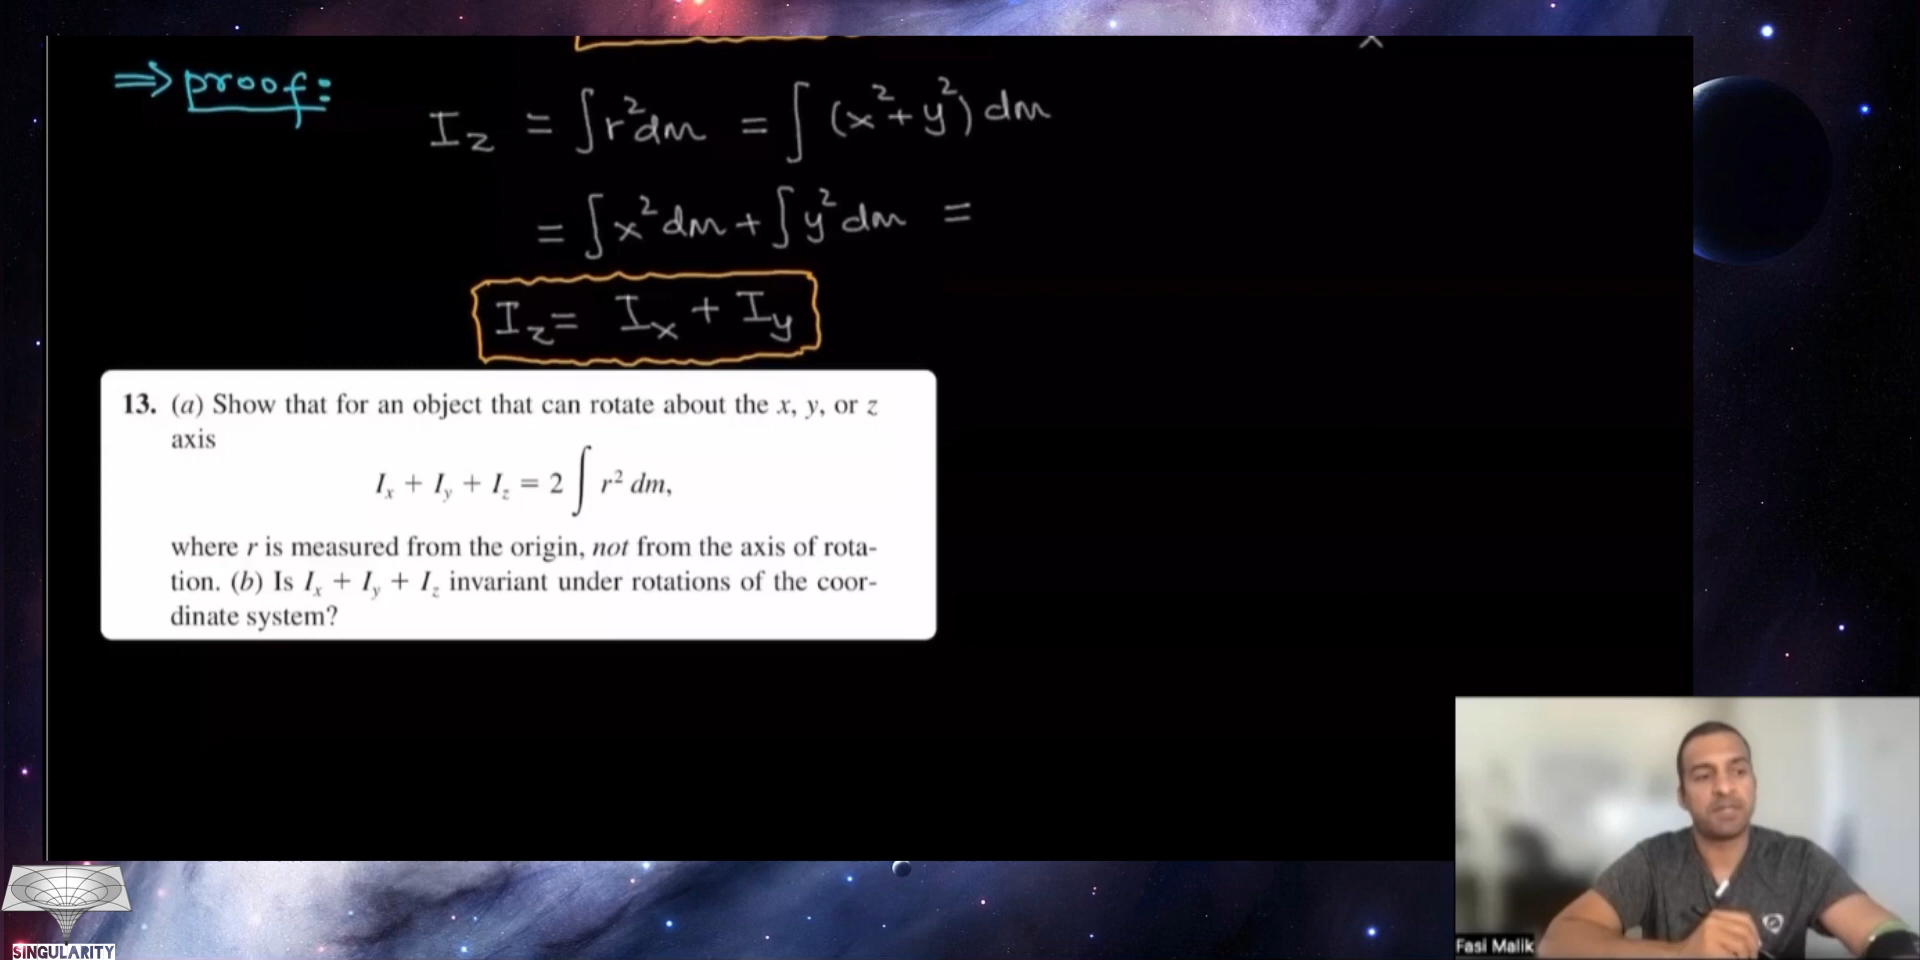 ⇒ proof:
I_z = ∫r²dm = ∫(x²+y²)dm
= ∫x²dm + ∫y²dm =
I_z = I_x + I_y
13. (a) Show that for an object that can rotate about the x, y, or z
axis
I_x + I_y + I_z = 2 ∫ r² dm,
where r is measured from the origin, not from the axis of rota-
tion. (b) Is I_x + I_y + I_z invariant under rotations of the coor-
dinate system?
Fasi Malik
SINGULARITY